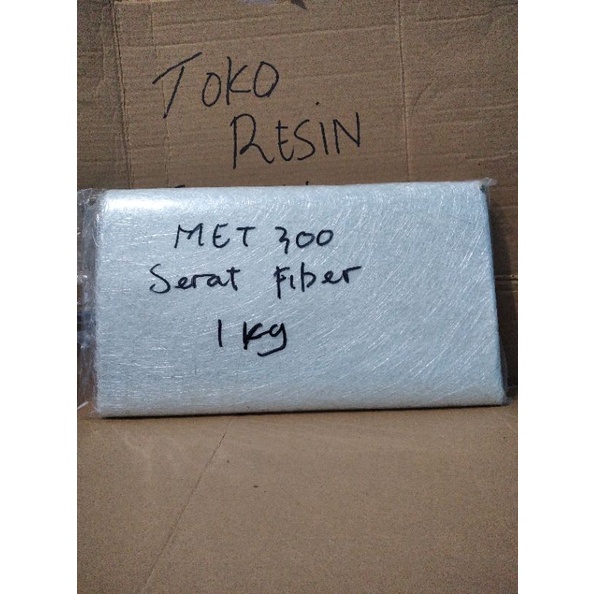 TOKO
RESIN
MET 300
Serat Fiber
1 kg